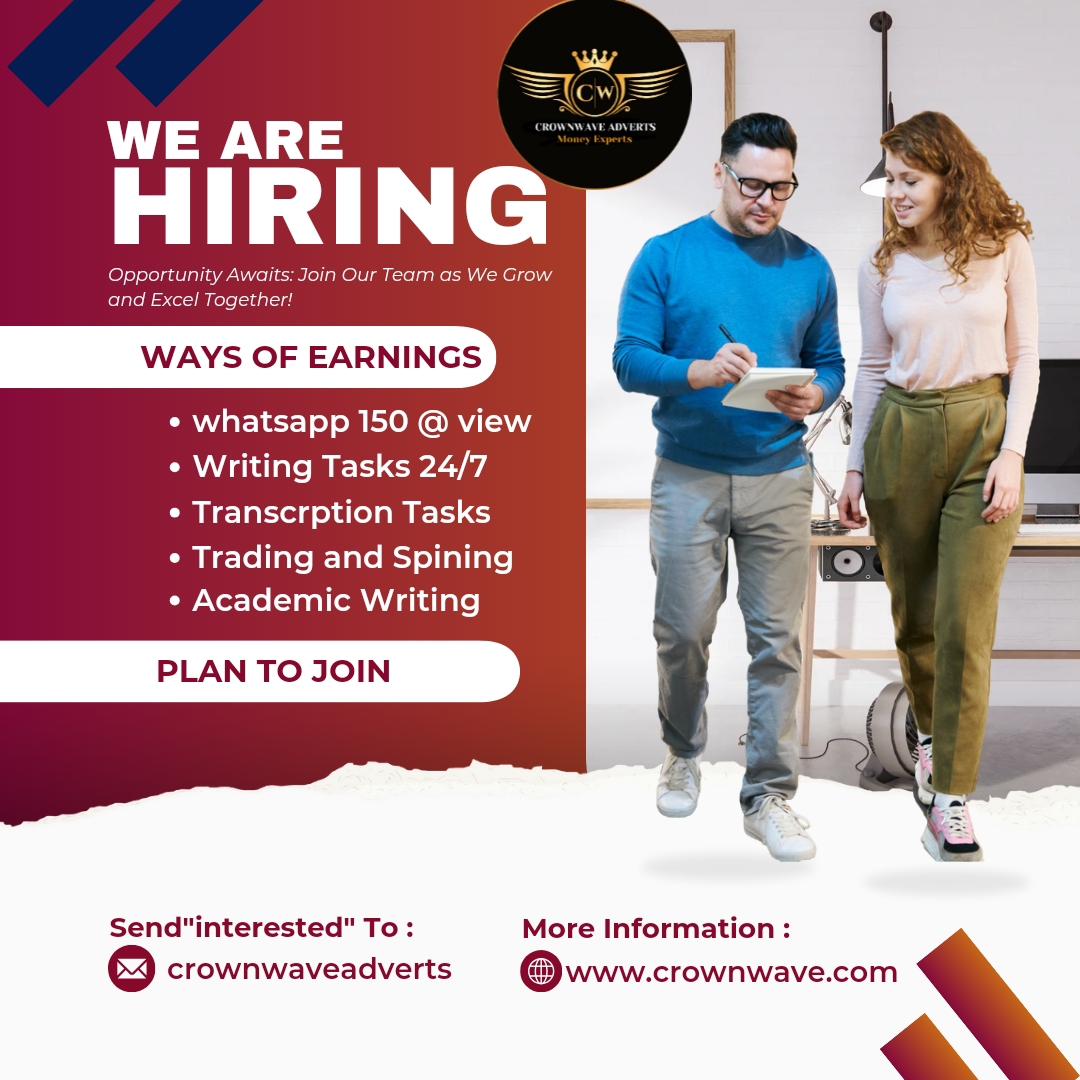 C|W
CROWNWAVE ADVERTS
Money Experts
WE ARE
HIRING
Opportunity Awaits: Join Our Team as We Grow
and Excel Together!
WAYS OF EARNINGS
• whatsapp 150 @ view
• Writing Tasks 24/7
• Transcrption Tasks
• Trading and Spining
• Academic Writing
PLAN TO JOIN
Send"interested" To :
crownwaveadverts
More Information :
www.crownwave.com